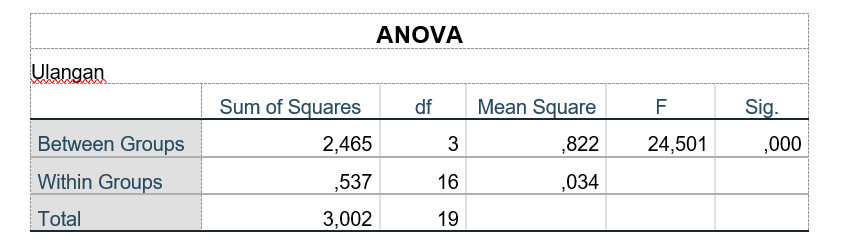 ANOVA
Ulangan
Sum of Squares df Mean Square F Sig.
Between Groups 2,465 3 ,822 24,501 ,000
Within Groups ,537 16 ,034
Total 3,002 19